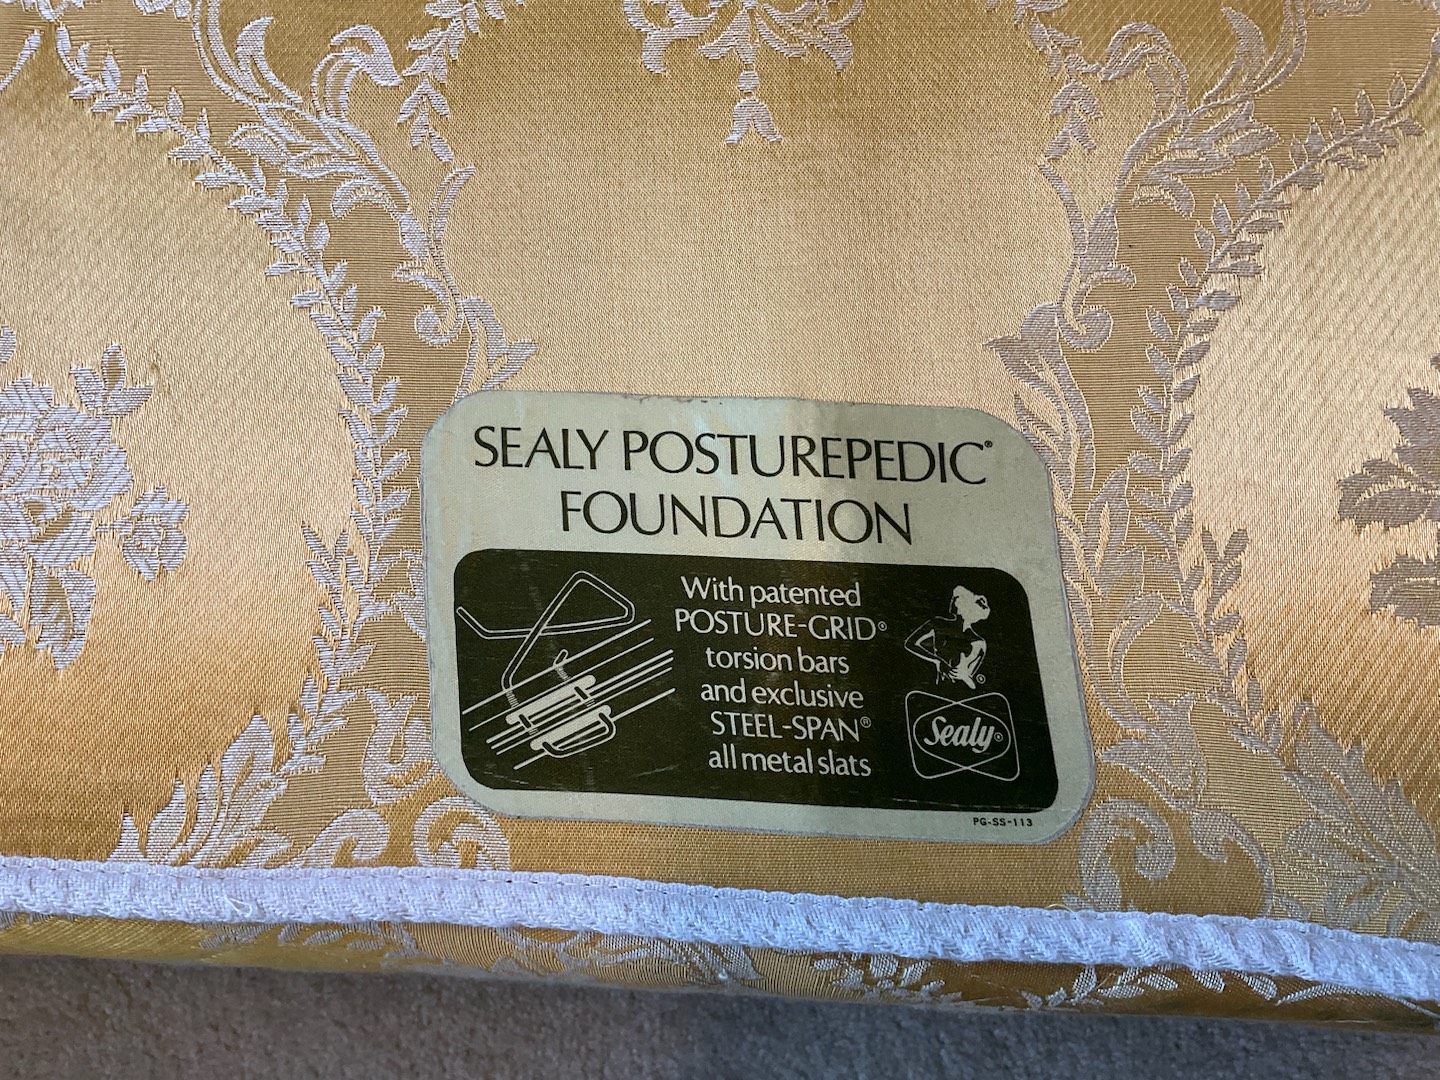 SEALY POSTUREPEDIC®
FOUNDATION
With patented
POSTURE-GRID®
torsion bars
and exclusive
STEEL-SPAN®
all metal slats
®
Sealy®
PG-SS-113